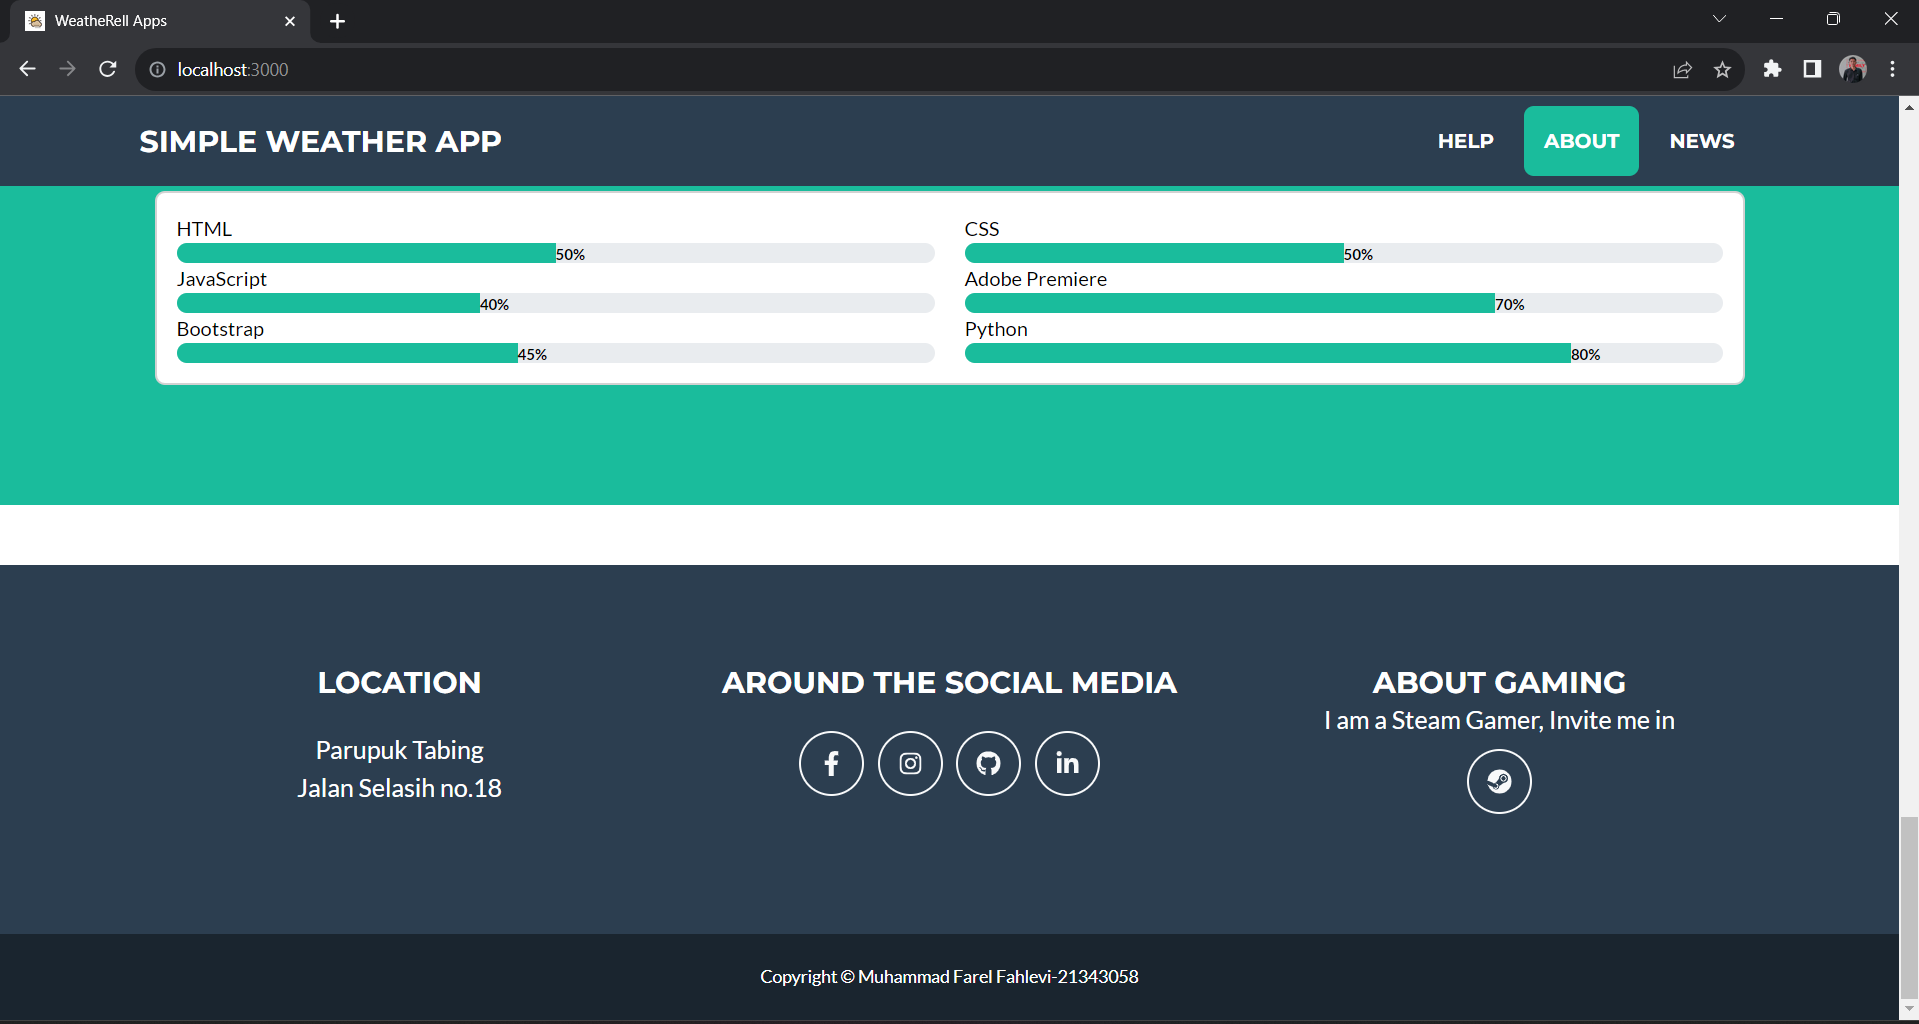 WeatheRell Apps
localhost:3000
SIMPLE WEATHER APP
HELP
ABOUT
NEWS
HTML
50%
CSS
50%
JavaScript
40%
Adobe Premiere
70%
Bootstrap
45%
Python
80%
LOCATION
Parupuk Tabing
Jalan Selasih no.18
AROUND THE SOCIAL MEDIA
ABOUT GAMING
I am a Steam Gamer, Invite me in
Copyright © Muhammad Farel Fahlevi-21343058